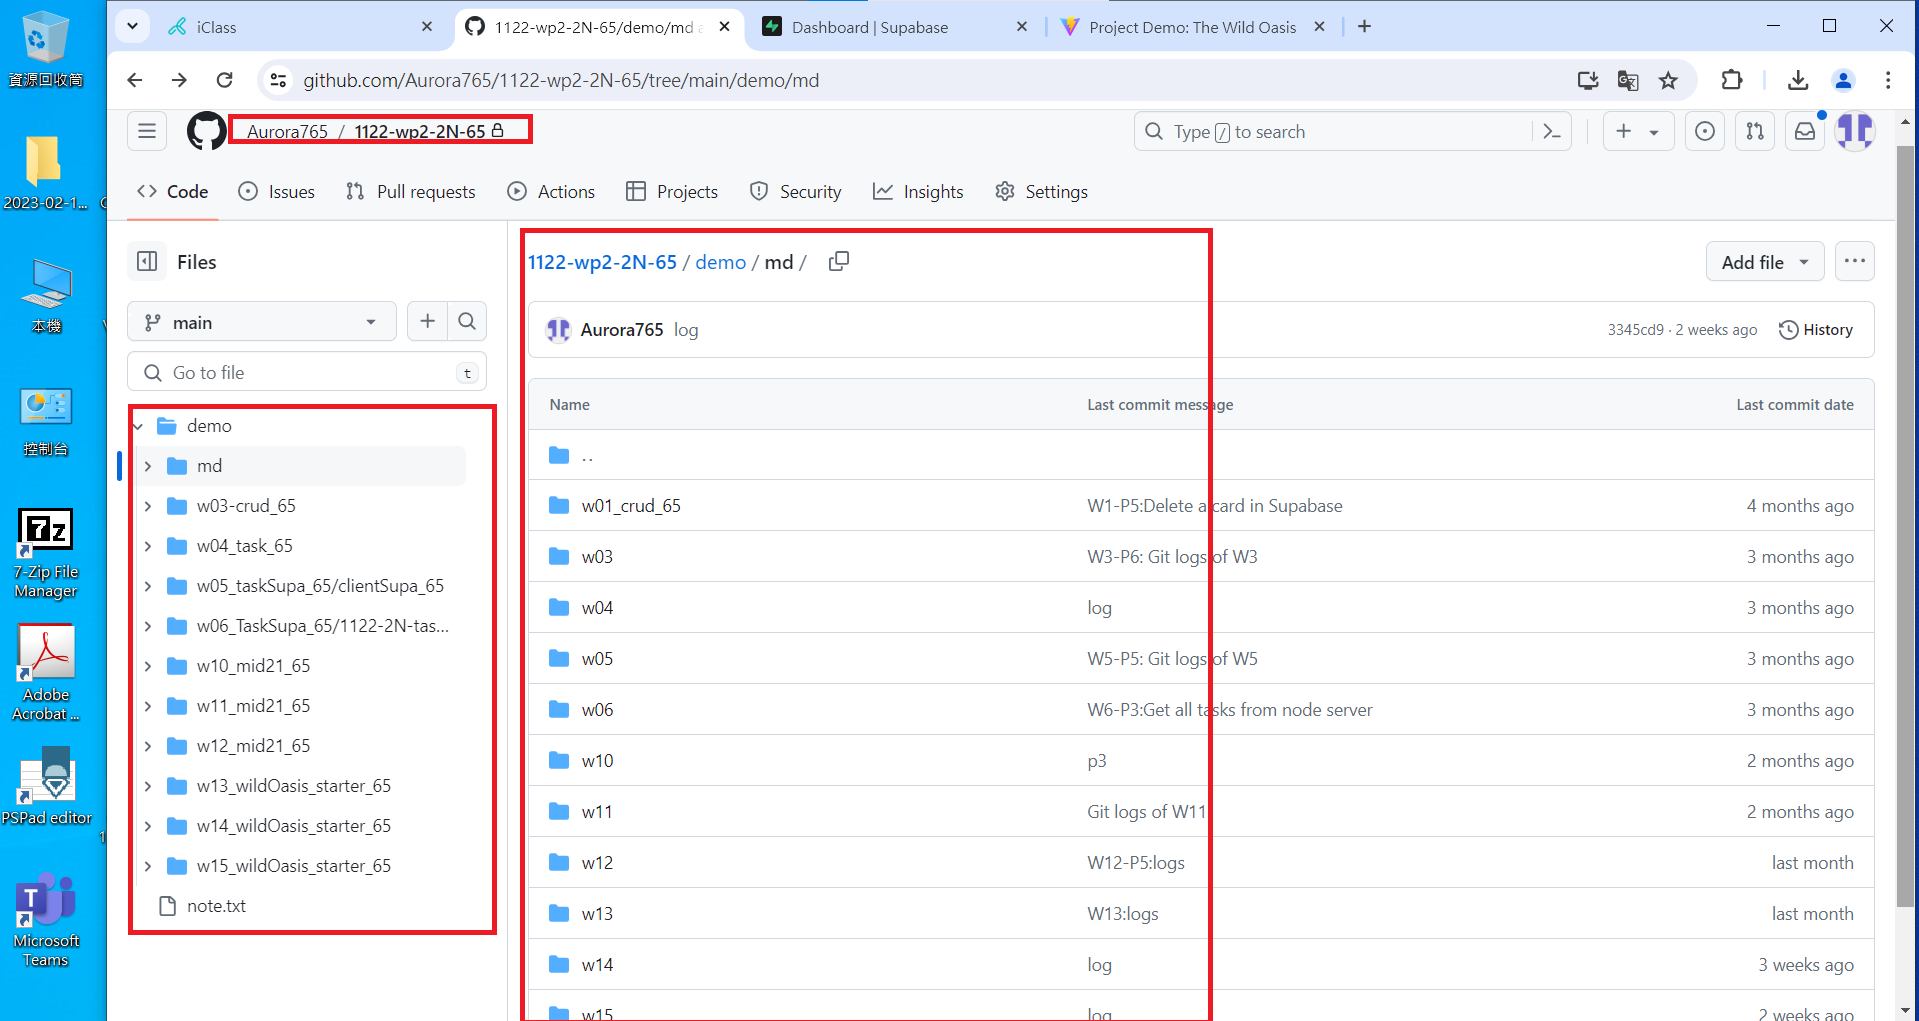 iClass
1122-wp2-2N-65/demo/md
Dashboard | Supabase
Project Demo: The Wild Oasis
github.com/Aurora765/1122-wp2-2N-65/tree/main/demo/md
Aurora765 / 1122-wp2-2N-65
Type / to search
Code
Issues
Pull requests
Actions
Projects
Security
Insights
Settings
Files
main
Go to file
t
demo
md
w03-crud_65
w04_task_65
w05_taskSupa_65/clientSupa_65
w06_TaskSupa_65/1122-2N-tas...
w10_mid21_65
w11_mid21_65
w12_mid21_65
w13_wildOasis_starter_65
w14_wildOasis_starter_65
w15_wildOasis_starter_65
note.txt
1122-wp2-2N-65 / demo / md /
Add file
Aurora765 log
3345cd9 · 2 weeks ago
History
Name Last commit message Last commit date
..
w01_crud_65 W1-P5:Delete a card in Supabase 4 months ago
w03 W3-P6: Git logs of W3 3 months ago
w04 log 3 months ago
w05 W5-P5: Git logs of W5 3 months ago
w06 W6-P3:Get all tasks from node server 3 months ago
w10 p3 2 months ago
w11 Git logs of W11 2 months ago
w12 W12-P5:logs last month
w13 W13:logs last month
w14 log 3 weeks ago
w15 log 2 weeks ago
資源回收筒
2023-02-1...
本機
控制台
7z
7-Zip File
Manager
Adobe
Acrobat ...
PSPad editor
T
Microsoft
Teams